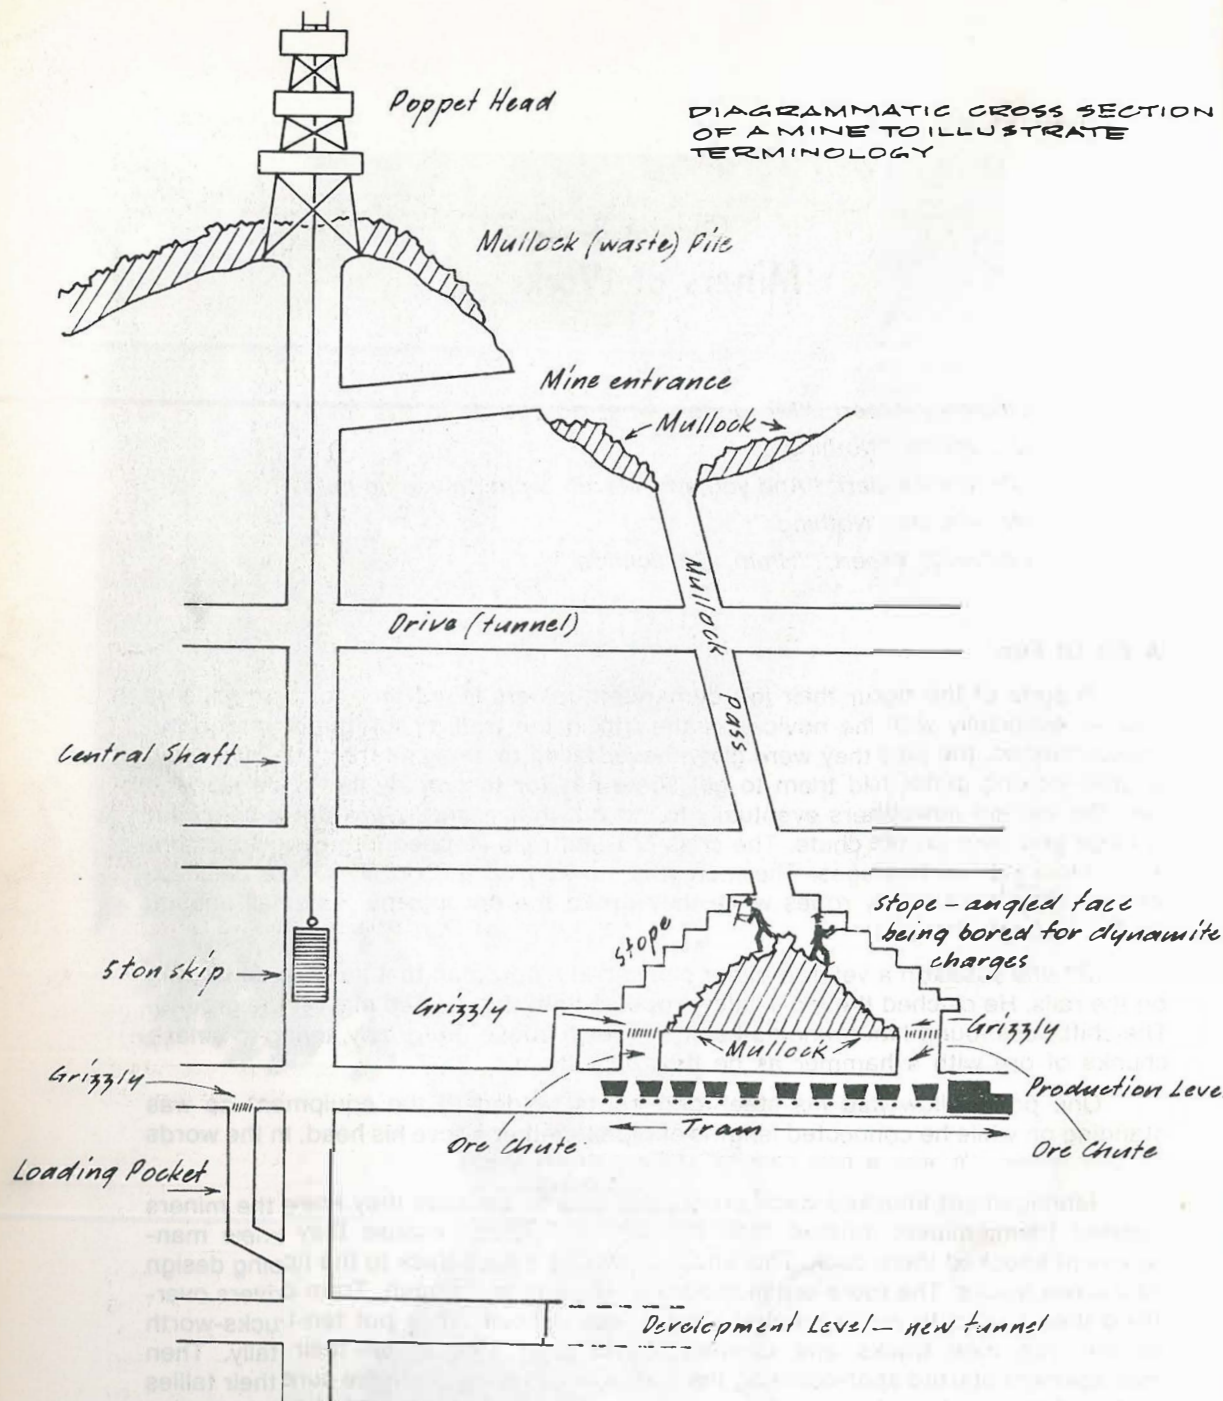 Poppet Head
DIAGRAMMATIC CROSS SECTION
OF A MINE TO ILLUSTRATE
TERMINOLOGY
Mullock (waste) Pile
Mine entrance
Mullock
Mullock
Pass
Drive (tunnel)
Central Shaft
Stope
Stope – angled face
being bored for dynamite
charges
5 ton skip
Grizzly
Grizzly
Mullock
Grizzly
Production Leve
Tram
Ore Chute
Ore Chute
Loading Pocket
Development Level – new tunnel